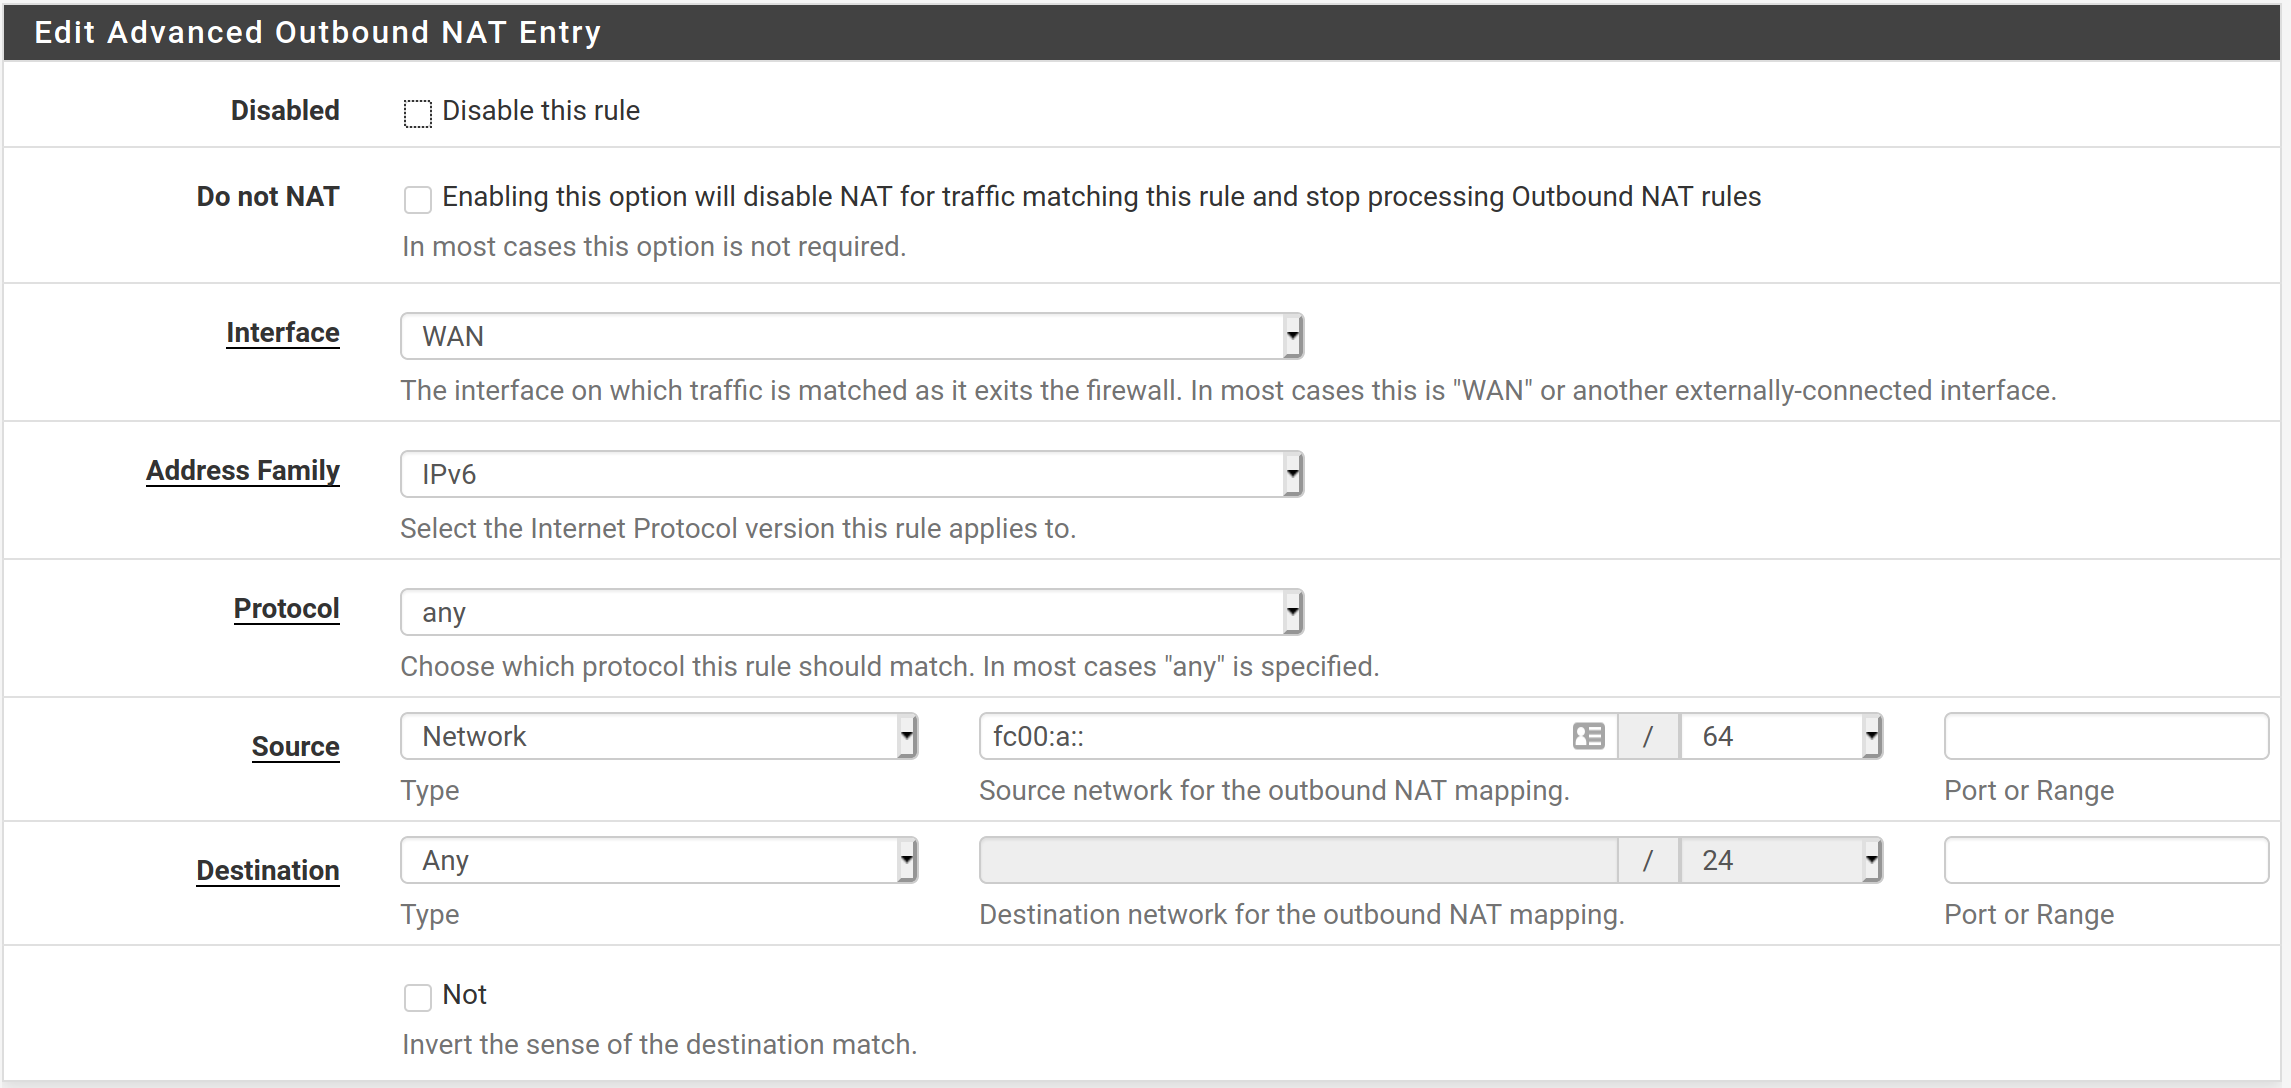 Edit Advanced Outbound NAT Entry
Disabled Disable this rule
Do not NAT Enabling this option will disable NAT for traffic matching this rule and stop processing Outbound NAT rules
In most cases this option is not required.
Interface WAN
The interface on which traffic is matched as it exits the firewall. In most cases this is "WAN" or another externally-connected interface.
Address Family IPv6
Select the Internet Protocol version this rule applies to.
Protocol any
Choose which protocol this rule should match. In most cases "any" is specified.
Source Network fc00:a:: / 64
Type Source network for the outbound NAT mapping. Port or Range
Destination Any / 24
Type Destination network for the outbound NAT mapping. Port or Range
Not
Invert the sense of the destination match.